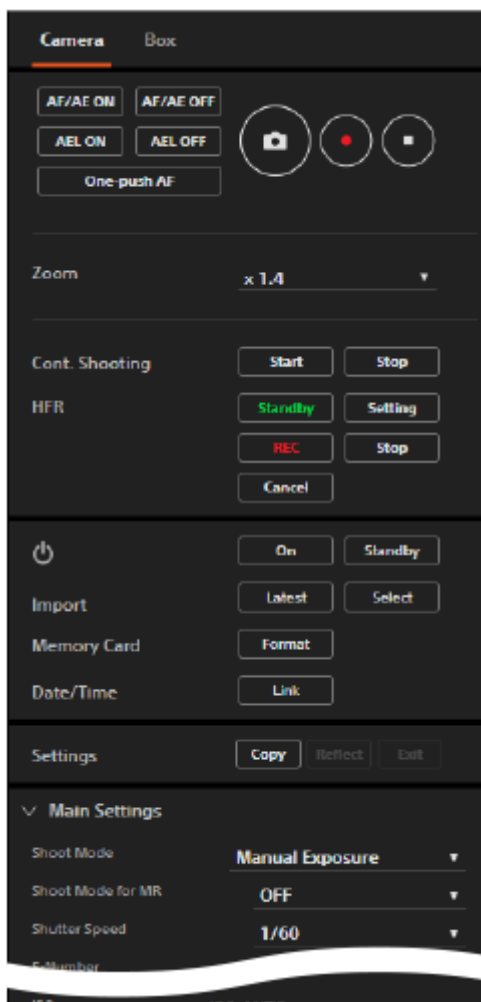 Camera Box
AF/AE ON AF/AE OFF
AEL ON AEL OFF
One-push AF
Zoom x 1.4
Cont. Shooting Start Stop
HFR Standby Setting
REC Stop
Cancel
On Standby
Import Latest Select
Memory Card Format
Date/Time Link
Settings Copy Reflect Exit
Main Settings
Shoot Mode Manual Exposure
Shoot Mode for MR OFF
Shutter Speed 1/60
F-Number